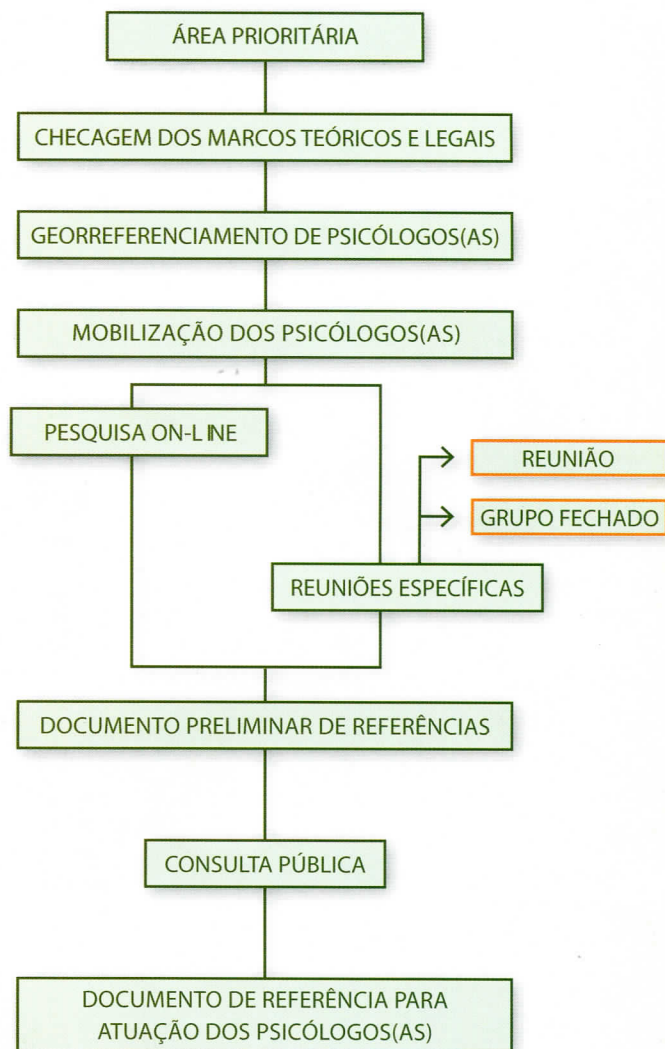 ÁREA PRIORITÁRIA
CHECAGEM DOS MARCOS TEÓRICOS E LEGAIS
GEORREFERENCIAMENTO DE PSICÓLOGOS(AS)
MOBILIZAÇÃO DOS PSICÓLOGOS(AS)
PESQUISA ON-LINE
REUNIÃO
GRUPO FECHADO
REUNIÕES ESPECÍFICAS
DOCUMENTO PRELIMINAR DE REFERÊNCIAS
CONSULTA PÚBLICA
DOCUMENTO DE REFERÊNCIA PARA
ATUAÇÃO DOS PSICÓLOGOS(AS)